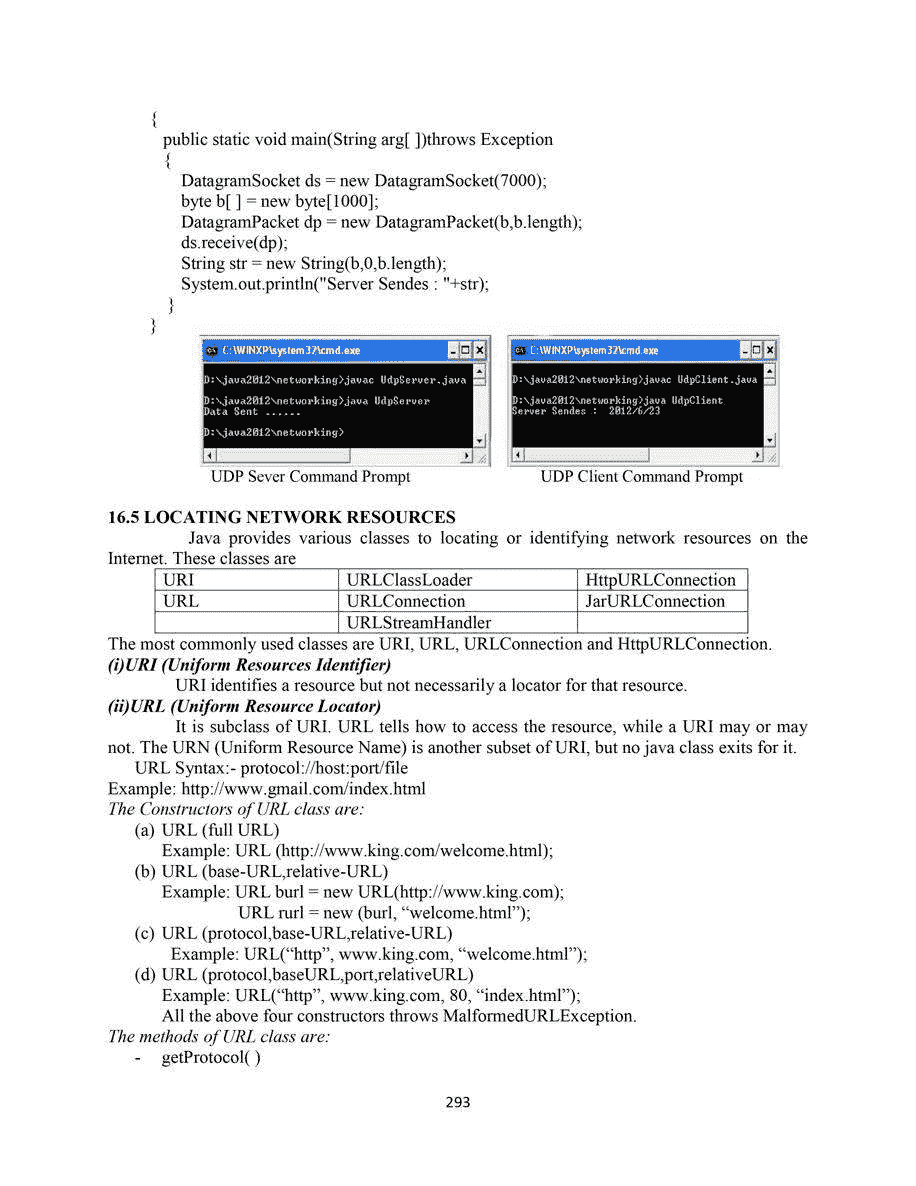 {
public static void main(String arg[ ])throws Exception
{
DatagramSocket ds = new DatagramSocket(7000);
byte b[ ] = new byte[1000];
DatagramPacket dp = new DatagramPacket(b,b.length);
ds.receive(dp);
String str = new String(b,0,b.length);
System.out.println("Server Sendes : "+str);
}
}
C:\WINXP\system32\cmd.exe
D:\java2012\networking>javac UdpServer.java
D:\java2012\networking>java UdpServer
Data Sent ......
D:\java2012\networking>
C:\WINXP\system32\cmd.exe
D:\java2012\networking>javac UdpClient.java
D:\java2012\networking>java UdpClient
Server Sendes :  2012/6/23
UDP Sever Command Prompt
UDP Client Command Prompt
16.5 LOCATING NETWORK RESOURCES
Java provides various classes to locating or identifying network resources on the
Internet. These classes are
URI URLClassLoader HttpURLConnection
URL URLConnection JarURLConnection
URLStreamHandler
The most commonly used classes are URI, URL, URLConnection and HttpURLConnection.
(i)URI (Uniform Resources Identifier)
URI identifies a resource but not necessarily a locator for that resource.
(ii)URL (Uniform Resource Locator)
It is subclass of URI. URL tells how to access the resource, while a URI may or may
not. The URN (Uniform Resource Name) is another subset of URI, but no java class exits for it.
URL Syntax:- protocol://host:port/file
Example: http://www.gmail.com/index.html
The Constructors of URL class are:
(a) URL (full URL)
Example: URL (http://www.king.com/welcome.html);
(b) URL (base-URL,relative-URL)
Example: URL burl = new URL(http://www.king.com);
URL rurl = new (burl, “welcome.html”);
(c) URL (protocol,base-URL,relative-URL)
Example: URL(“http”, www.king.com, “welcome.html”);
(d) URL (protocol,baseURL,port,relativeURL)
Example: URL(“http”, www.king.com, 80, “index.html”);
All the above four constructors throws MalformedURLException.
The methods of URL class are:
- getProtocol( )
293